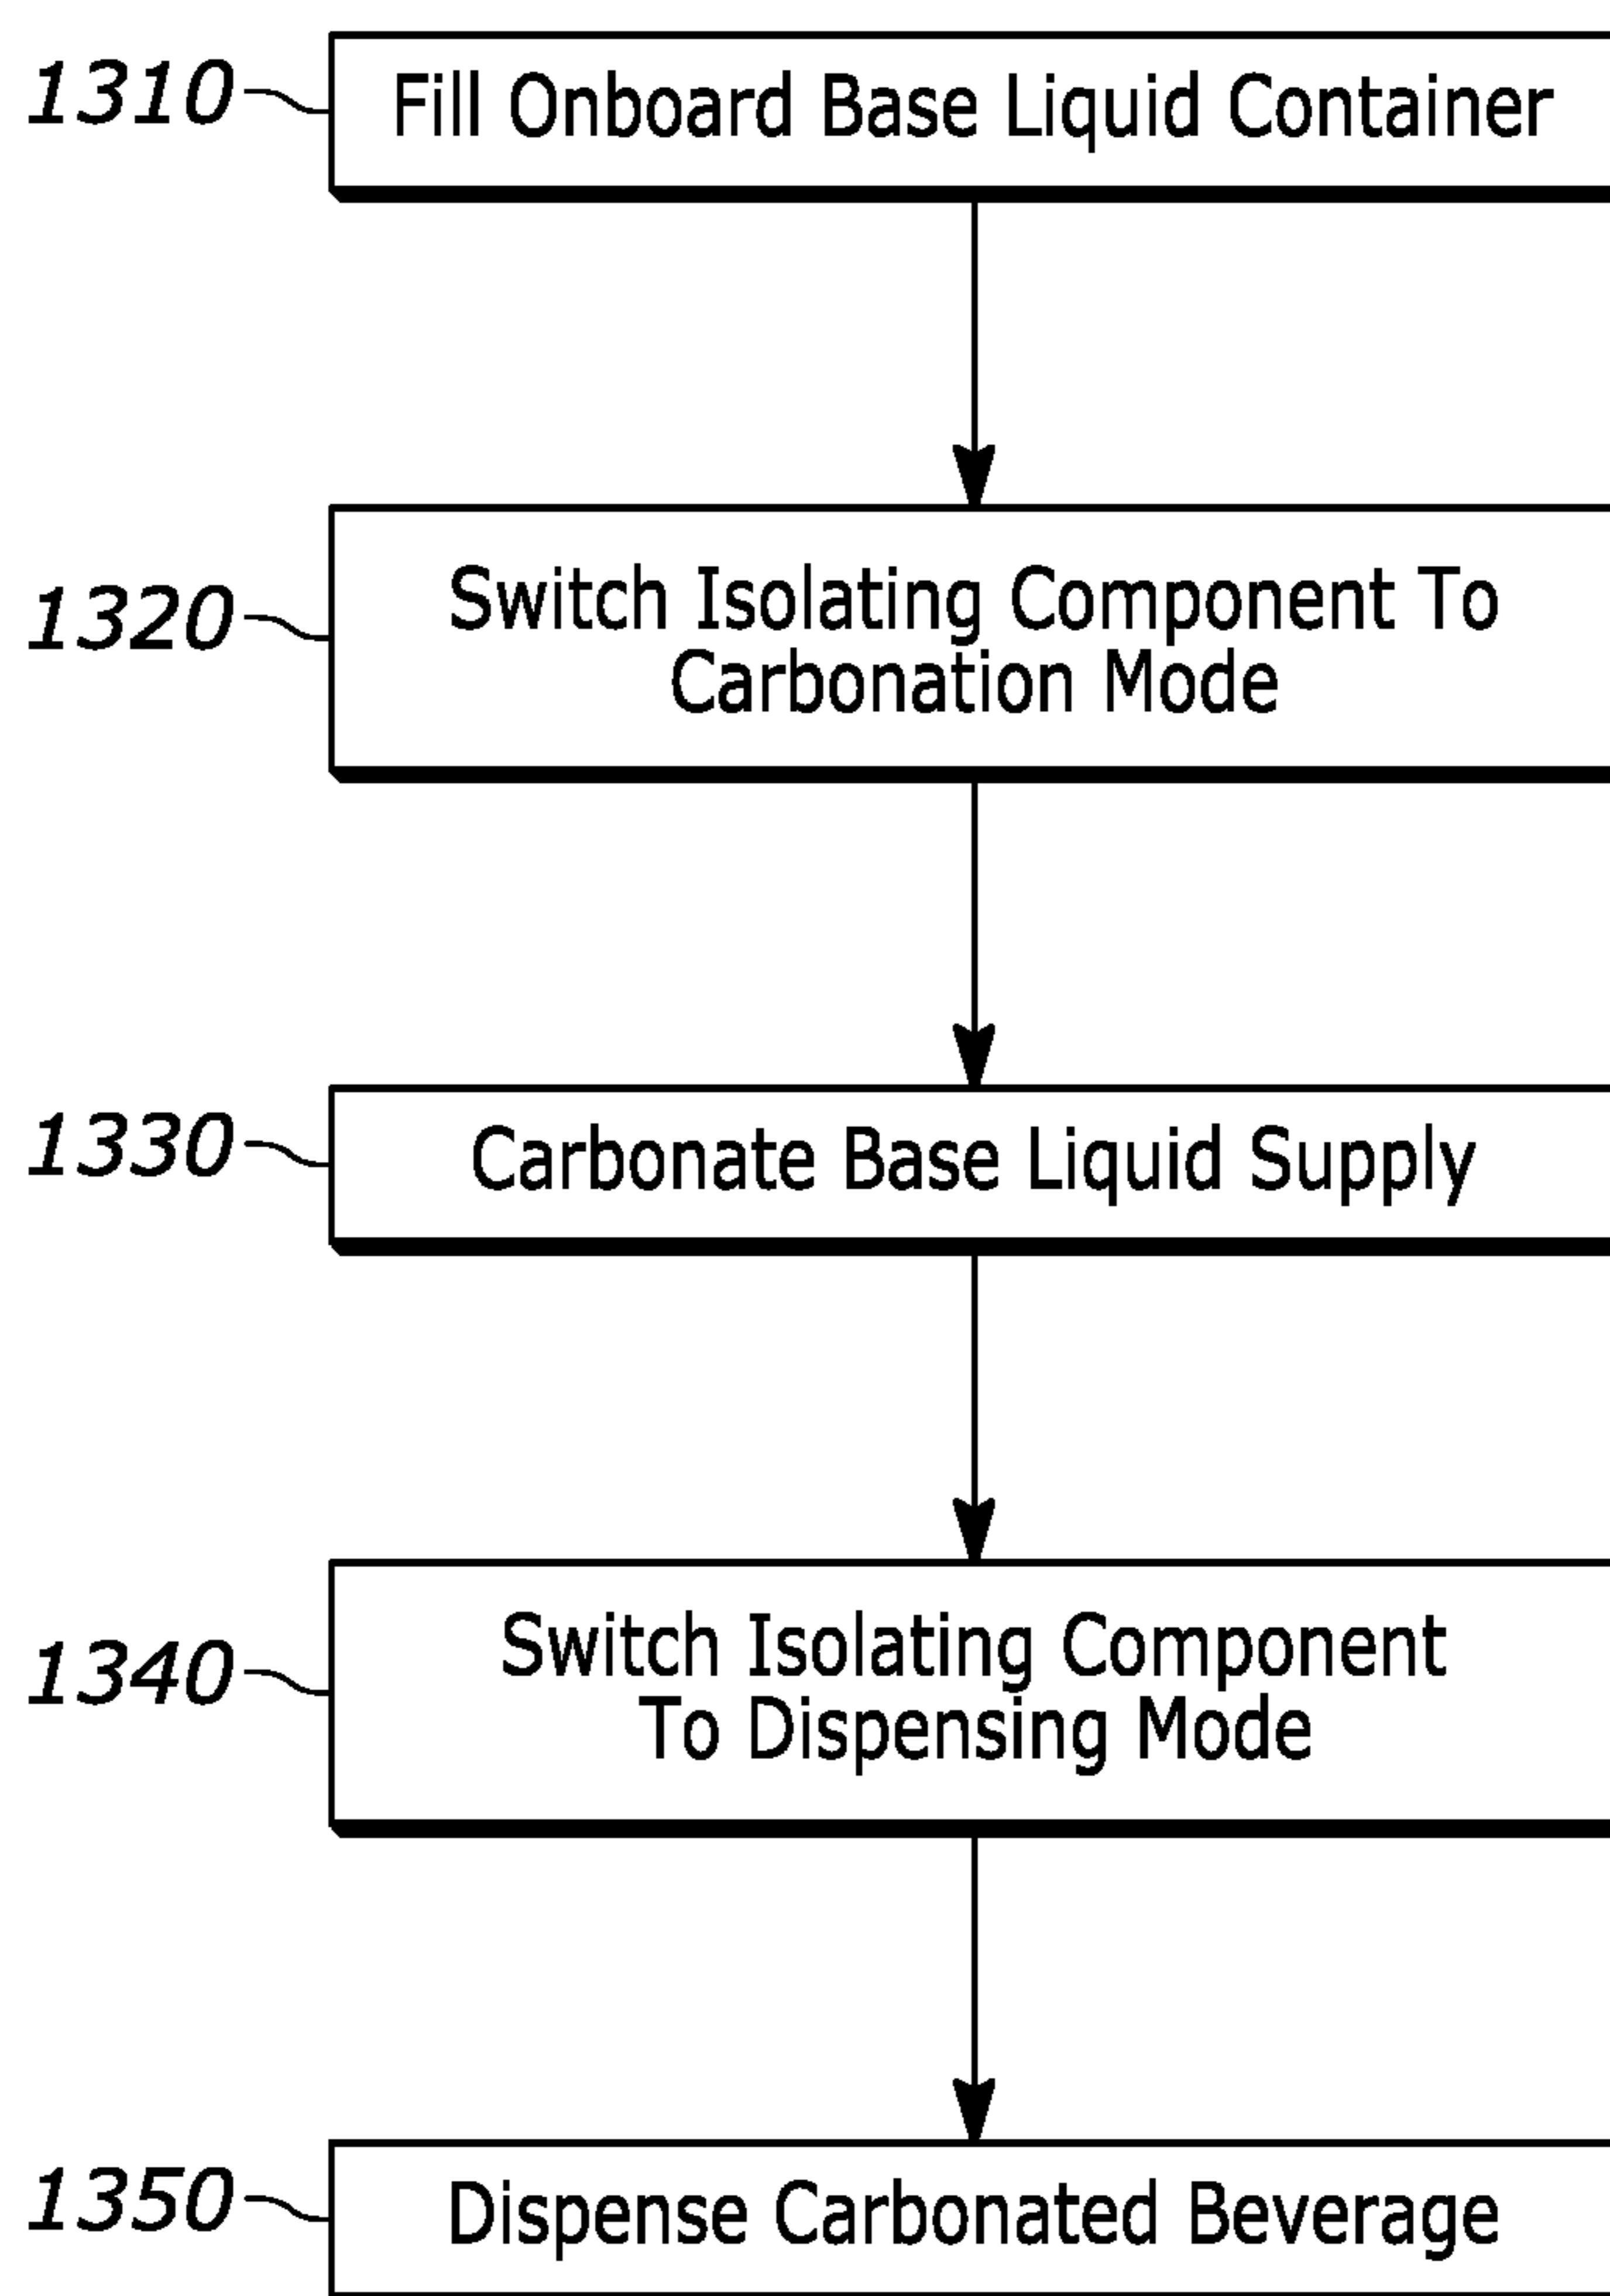 1310
Fill Onboard Base Liquid Container
1320
Switch Isolating Component To
Carbonation Mode
1330
Carbonate Base Liquid Supply
1340
Switch Isolating Component
To Dispensing Mode
1350
Dispense Carbonated Beverage